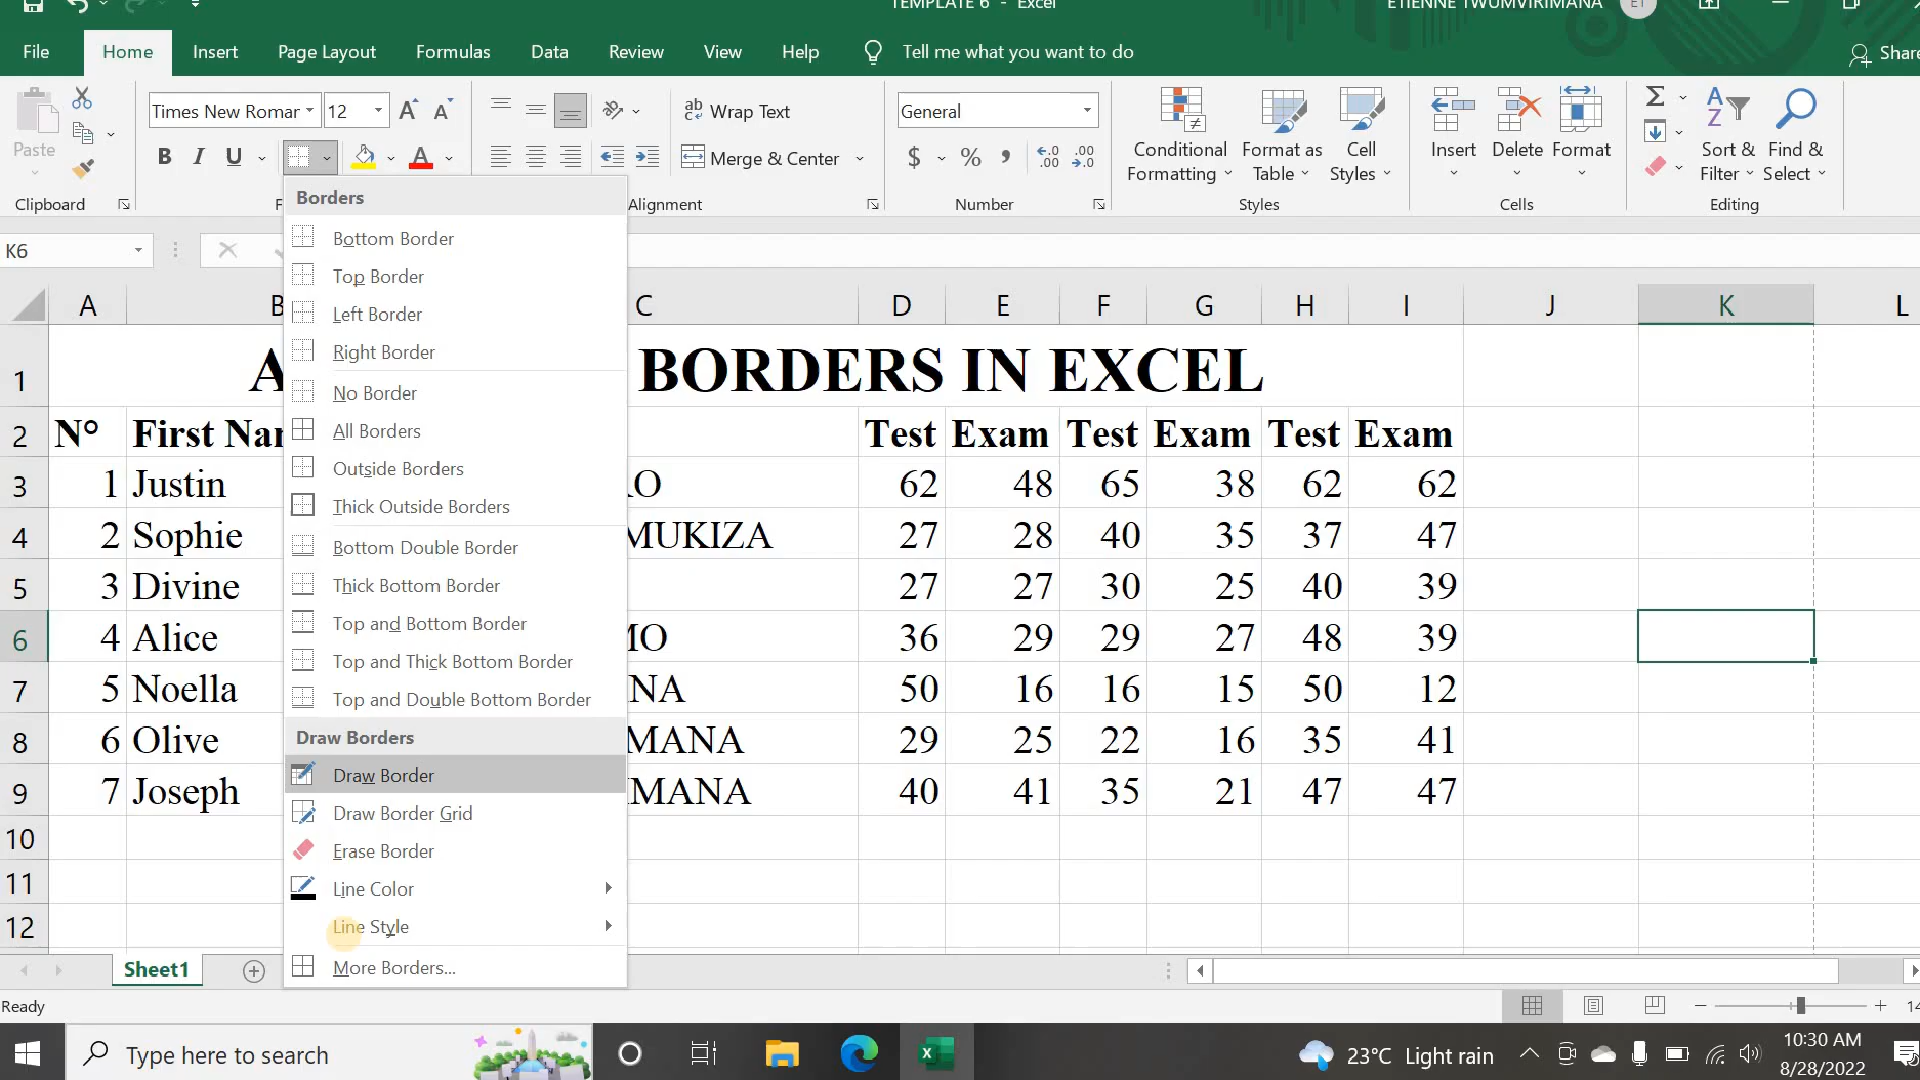 TEMPLATE 6 - Excel
ETIENNE TWUMVIRIMANA ET
File Home Insert Page Layout Formulas Data Review View Help Tell me what you want to do Share
Times New Roman 12
Wrap Text
General
Paste
B I U
Merge & Center
$ % ,
Conditional Formatting
Format as Table
Cell Styles
Insert Delete Format
Sort & Filter
Find & Select
Clipboard Alignment Number Styles Cells Editing
K6
Borders
Bottom Border
Top Border
Left Border
Right Border
No Border
All Borders
Outside Borders
Thick Outside Borders
Bottom Double Border
Thick Bottom Border
Top and Bottom Border
Top and Thick Bottom Border
Top and Double Bottom Border
Draw Borders
Draw Border
Draw Border Grid
Erase Border
Line Color
Line Style
More Borders...
A B C D E F G H I J K L
1 A BORDERS IN EXCEL
2 N° First Nam Test Exam Test Exam Test Exam
3 1 Justin RO 62 48 65 38 62 62
4 2 Sophie MUKIZA 27 28 40 35 37 47
5 3 Divine 27 27 30 25 40 39
6 4 Alice MO 36 29 29 27 48 39
7 5 Noella NA 50 16 16 15 50 12
8 6 Olive MANA 29 25 22 16 35 41
9 7 Joseph IMANA 40 41 35 21 47 47
10
11
12
Sheet1
Ready
14
Type here to search
23°C Light rain
10:30 AM
8/28/2022